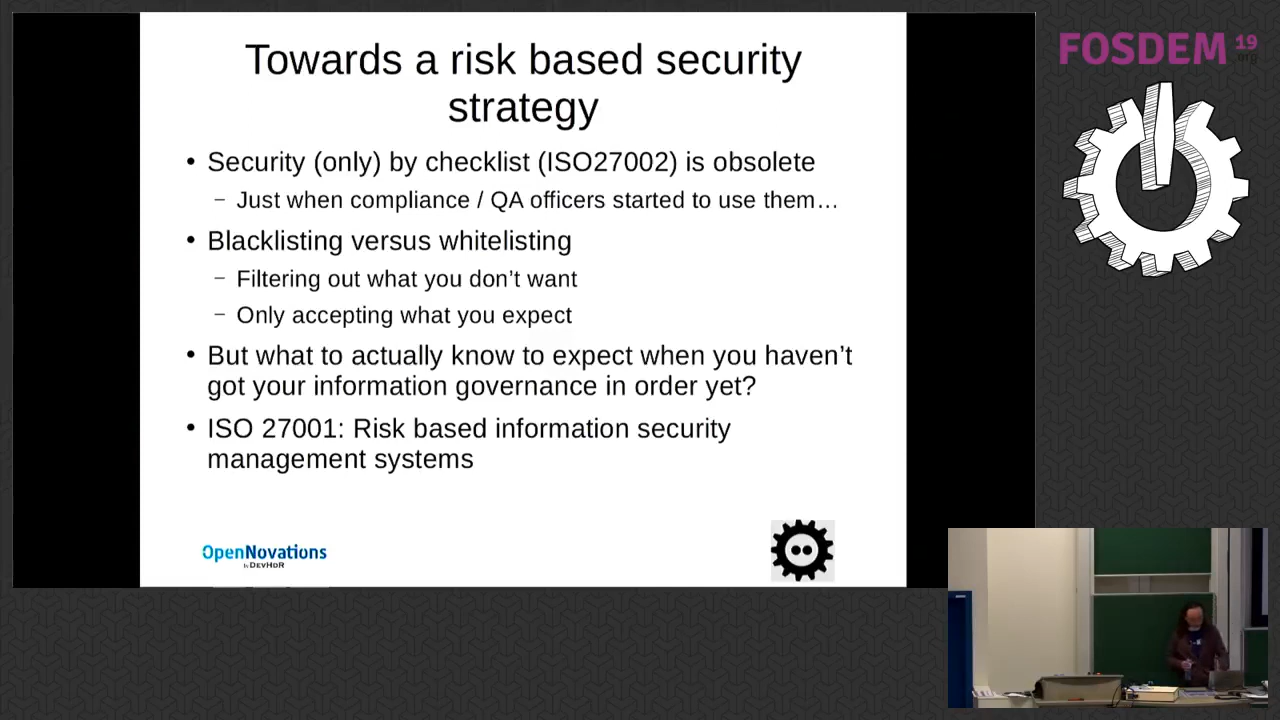 Towards a risk based security
strategy
• Security (only) by checklist (ISO27002) is obsolete
– Just when compliance / QA officers started to use them…
• Blacklisting versus whitelisting
– Filtering out what you don’t want
– Only accepting what you expect
• But what to actually know to expect when you haven’t
got your information governance in order yet?
• ISO 27001: Risk based information security
management systems
OpenNovations
by DEVHDR
FOSDEM 19
.org